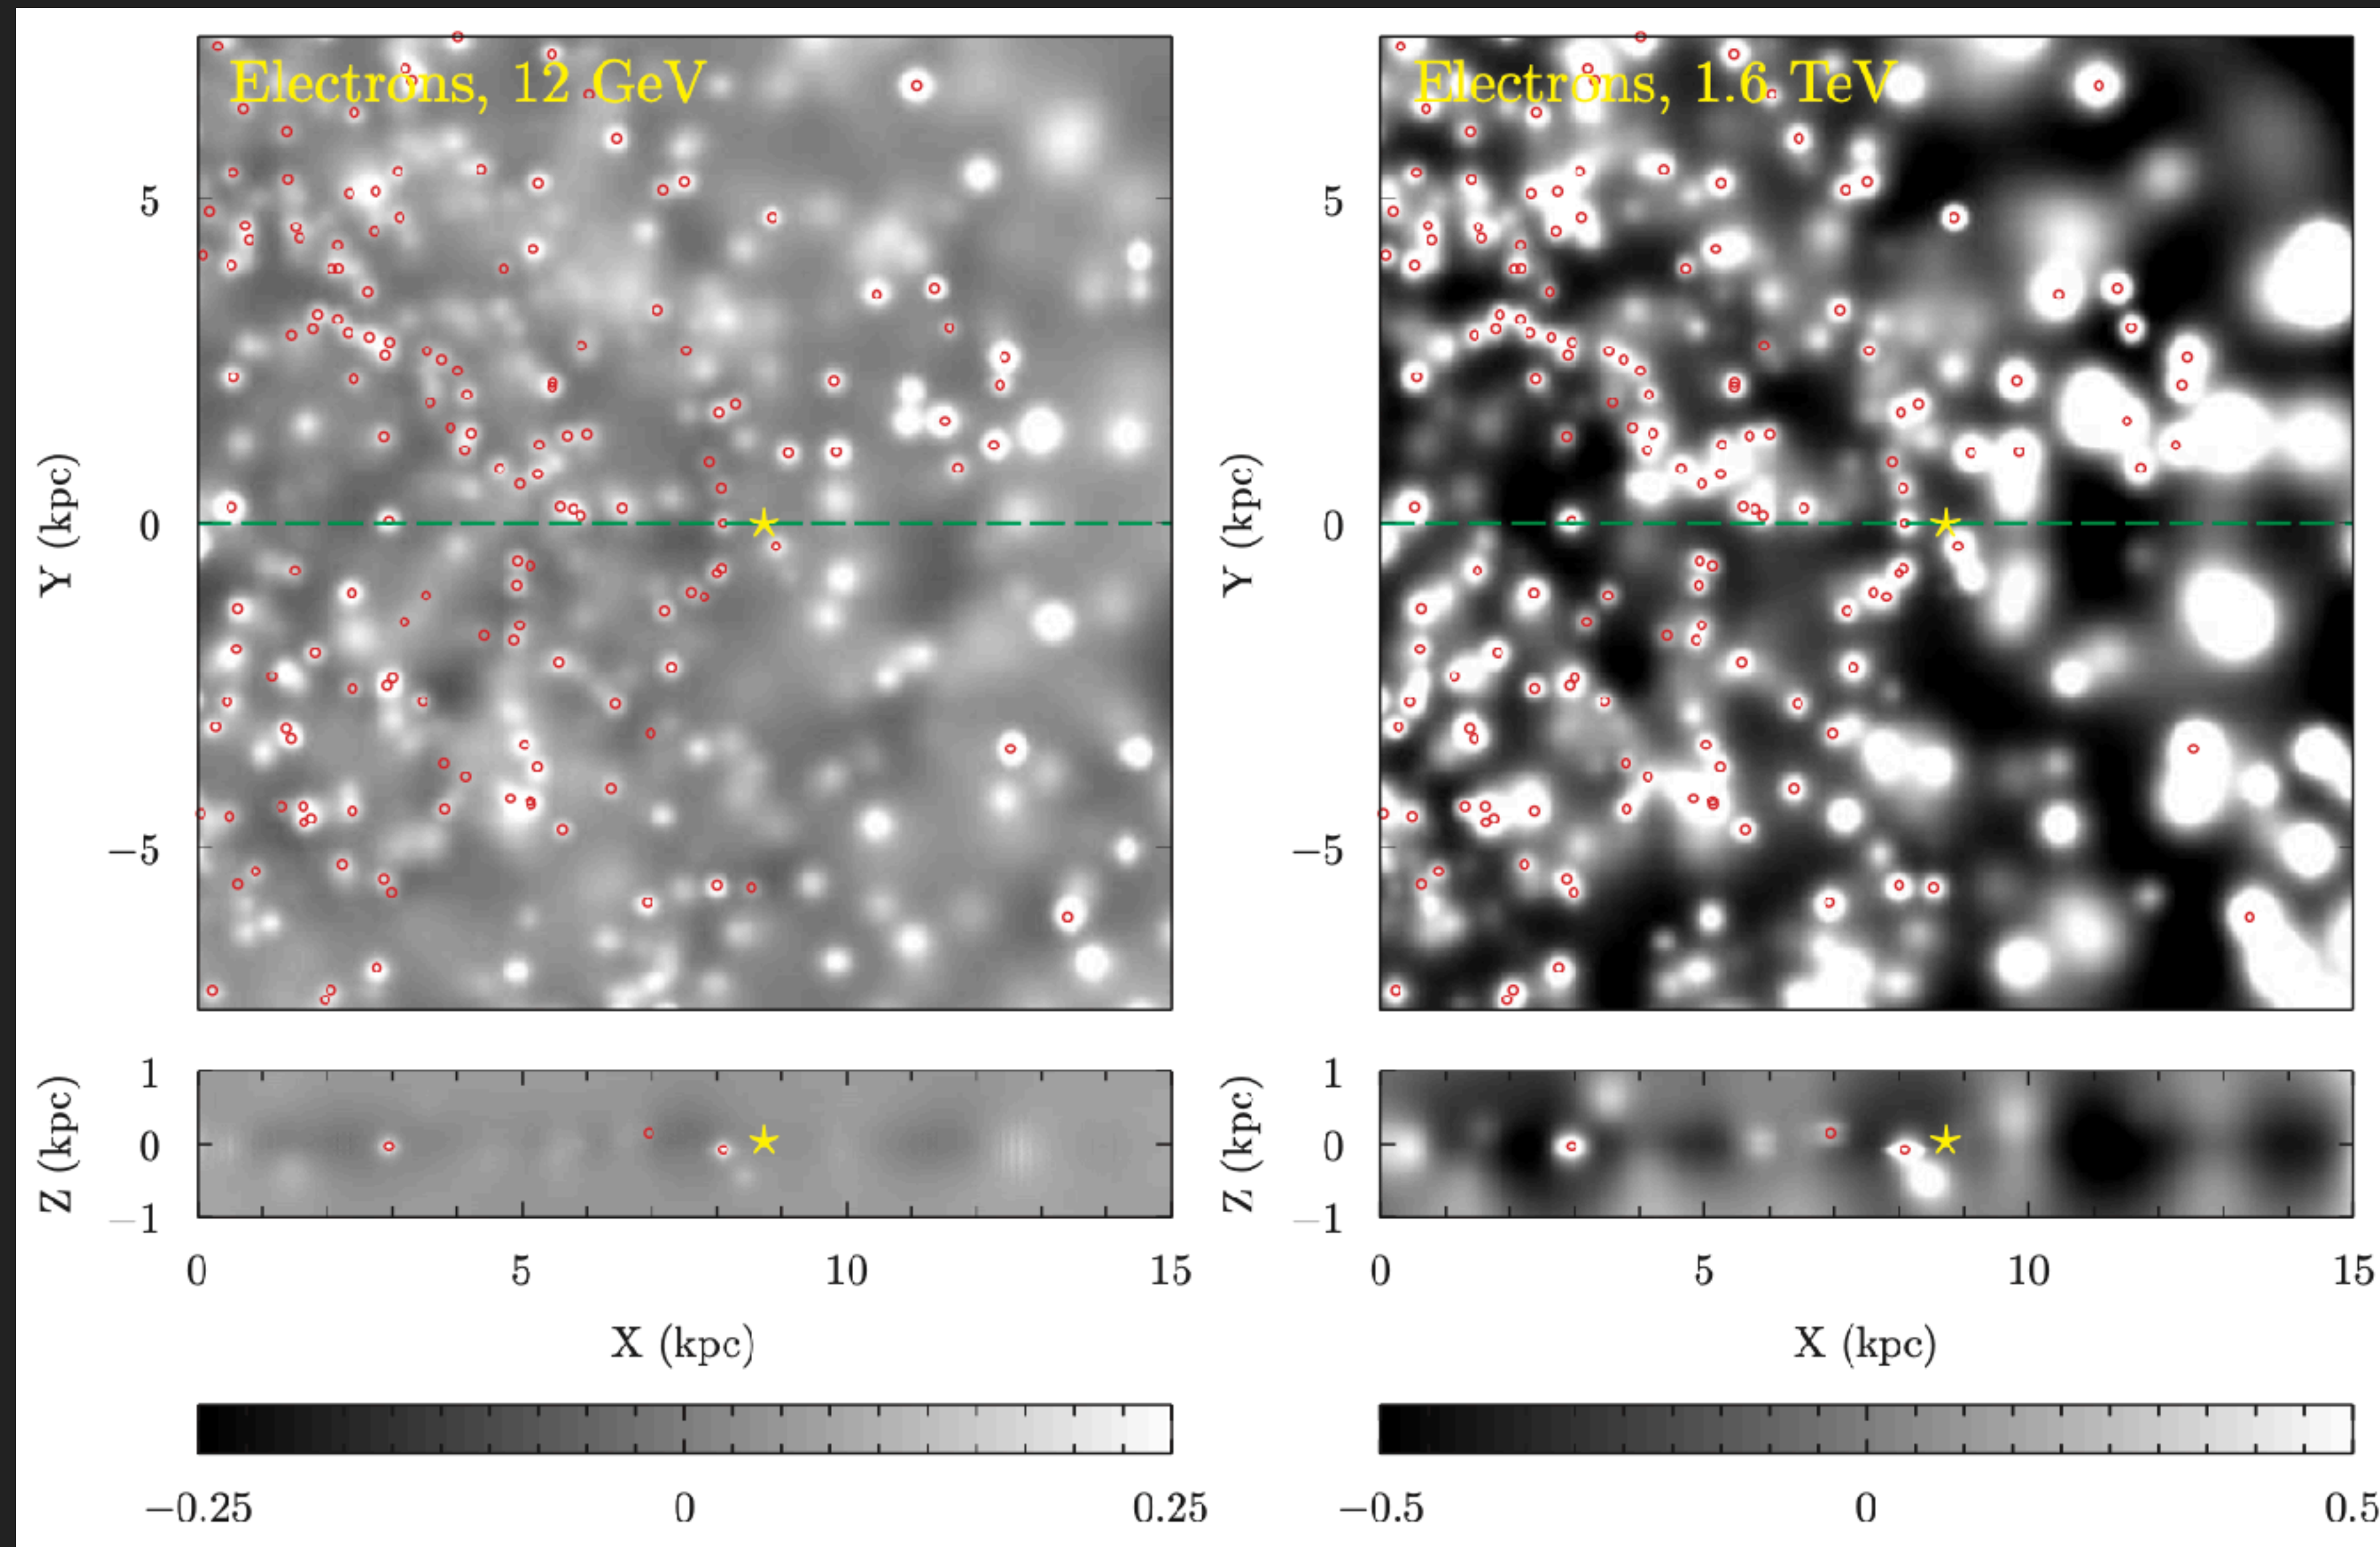 Electrons, 12 GeV
Electrons, 1.6 TeV
Y (kpc)
5
0
−5
Y (kpc)
5
0
−5
Z (kpc)
1
0
−1
Z (kpc)
1
0
−1
0 5 10 15
0 5 10 15
X (kpc)
X (kpc)
−0.25 0 0.25
−0.5 0 0.5